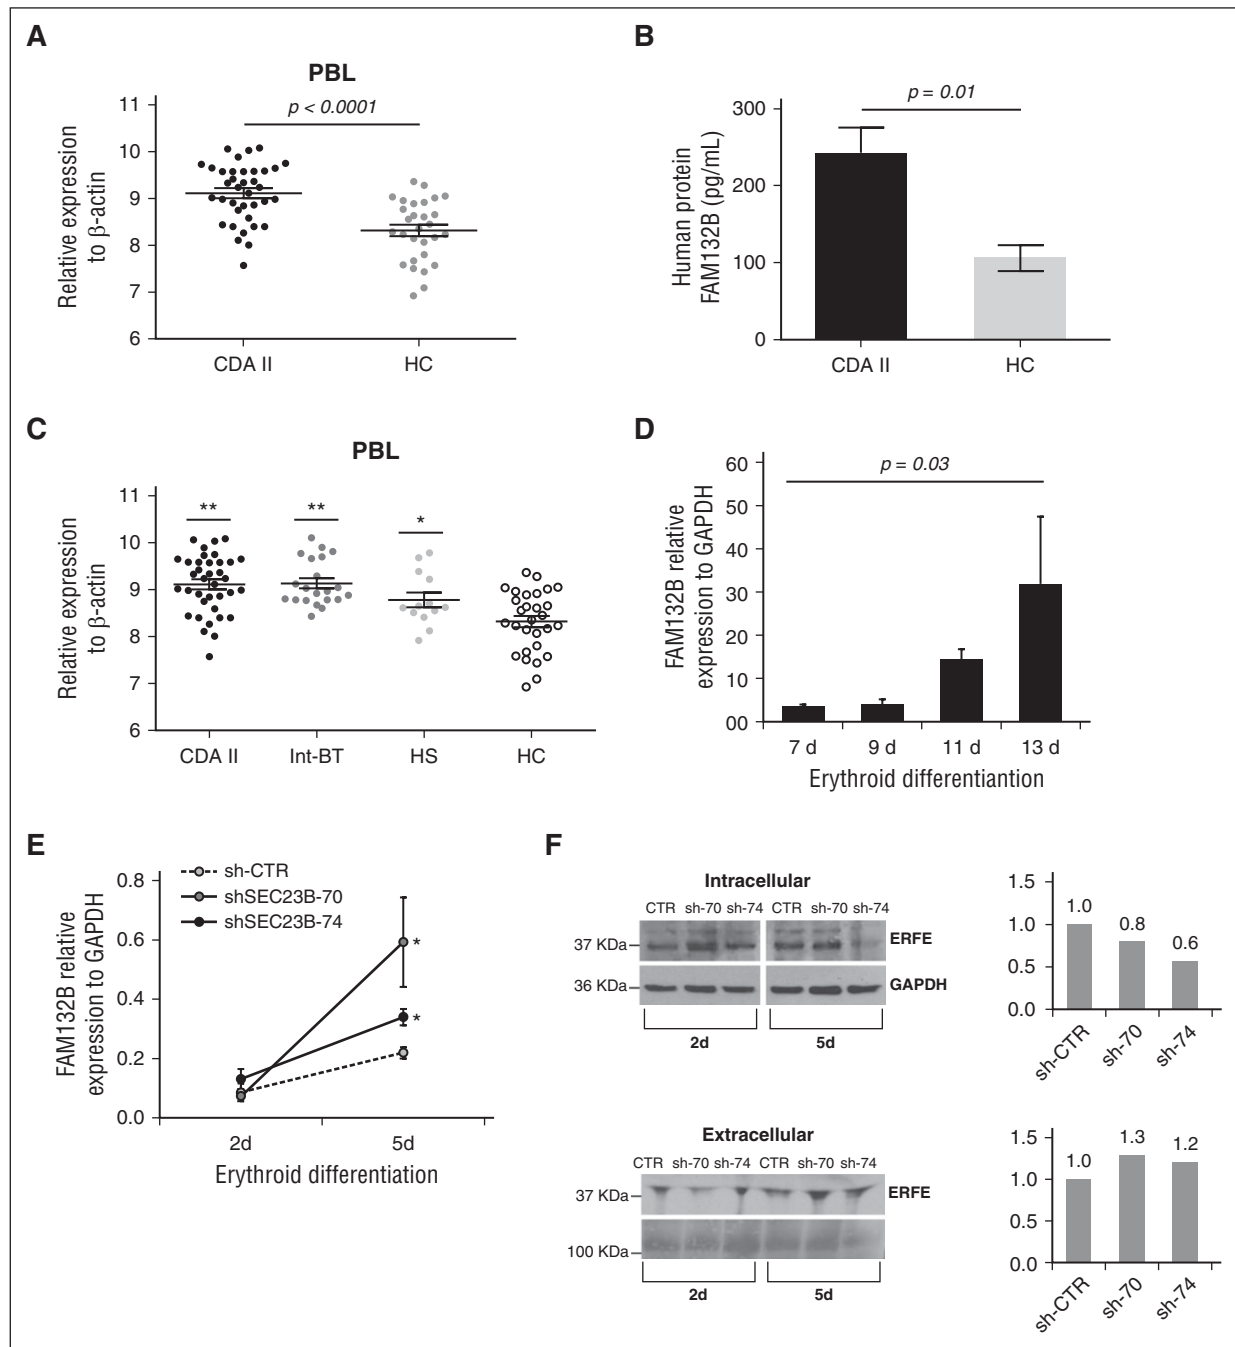 A
PBL
p < 0.0001
11
10
9
8
7
6
Relative expression
to β-actin
CDA II
HC
B
p = 0.01
300
200
100
0
Human protein
FAM132B (pg/mL)
CDA II
HC
C
PBL
**
**
*
11
10
9
8
7
6
Relative expression
to β-actin
CDA II
Int-BT
HS
HC
D
p = 0.03
60
50
40
30
20
10
00
FAM132B relative
expression to GAPDH
7 d
9 d
11 d
13 d
Erythroid differentiantion
E
sh-CTR
shSEC23B-70
shSEC23B-74
0.8
0.6
0.4
0.2
0.0
FAM132B relative
expression to GAPDH
*
*
2d
5d
Erythroid differentiation
F
Intracellular
CTR sh-70 sh-74 CTR sh-70 sh-74
37 KDa
ERFE
36 KDa
GAPDH
2d
5d
1.5
1.0
0.5
0.0
1.0
0.8
0.6
sh-CTR
sh-70
sh-74
Extracellular
CTR sh-70 sh-74 CTR sh-70 sh-74
37 KDa
ERFE
100 KDa
2d
5d
1.5
1.0
0.5
0.0
1.0
1.3
1.2
sh-CTR
sh-70
sh-74